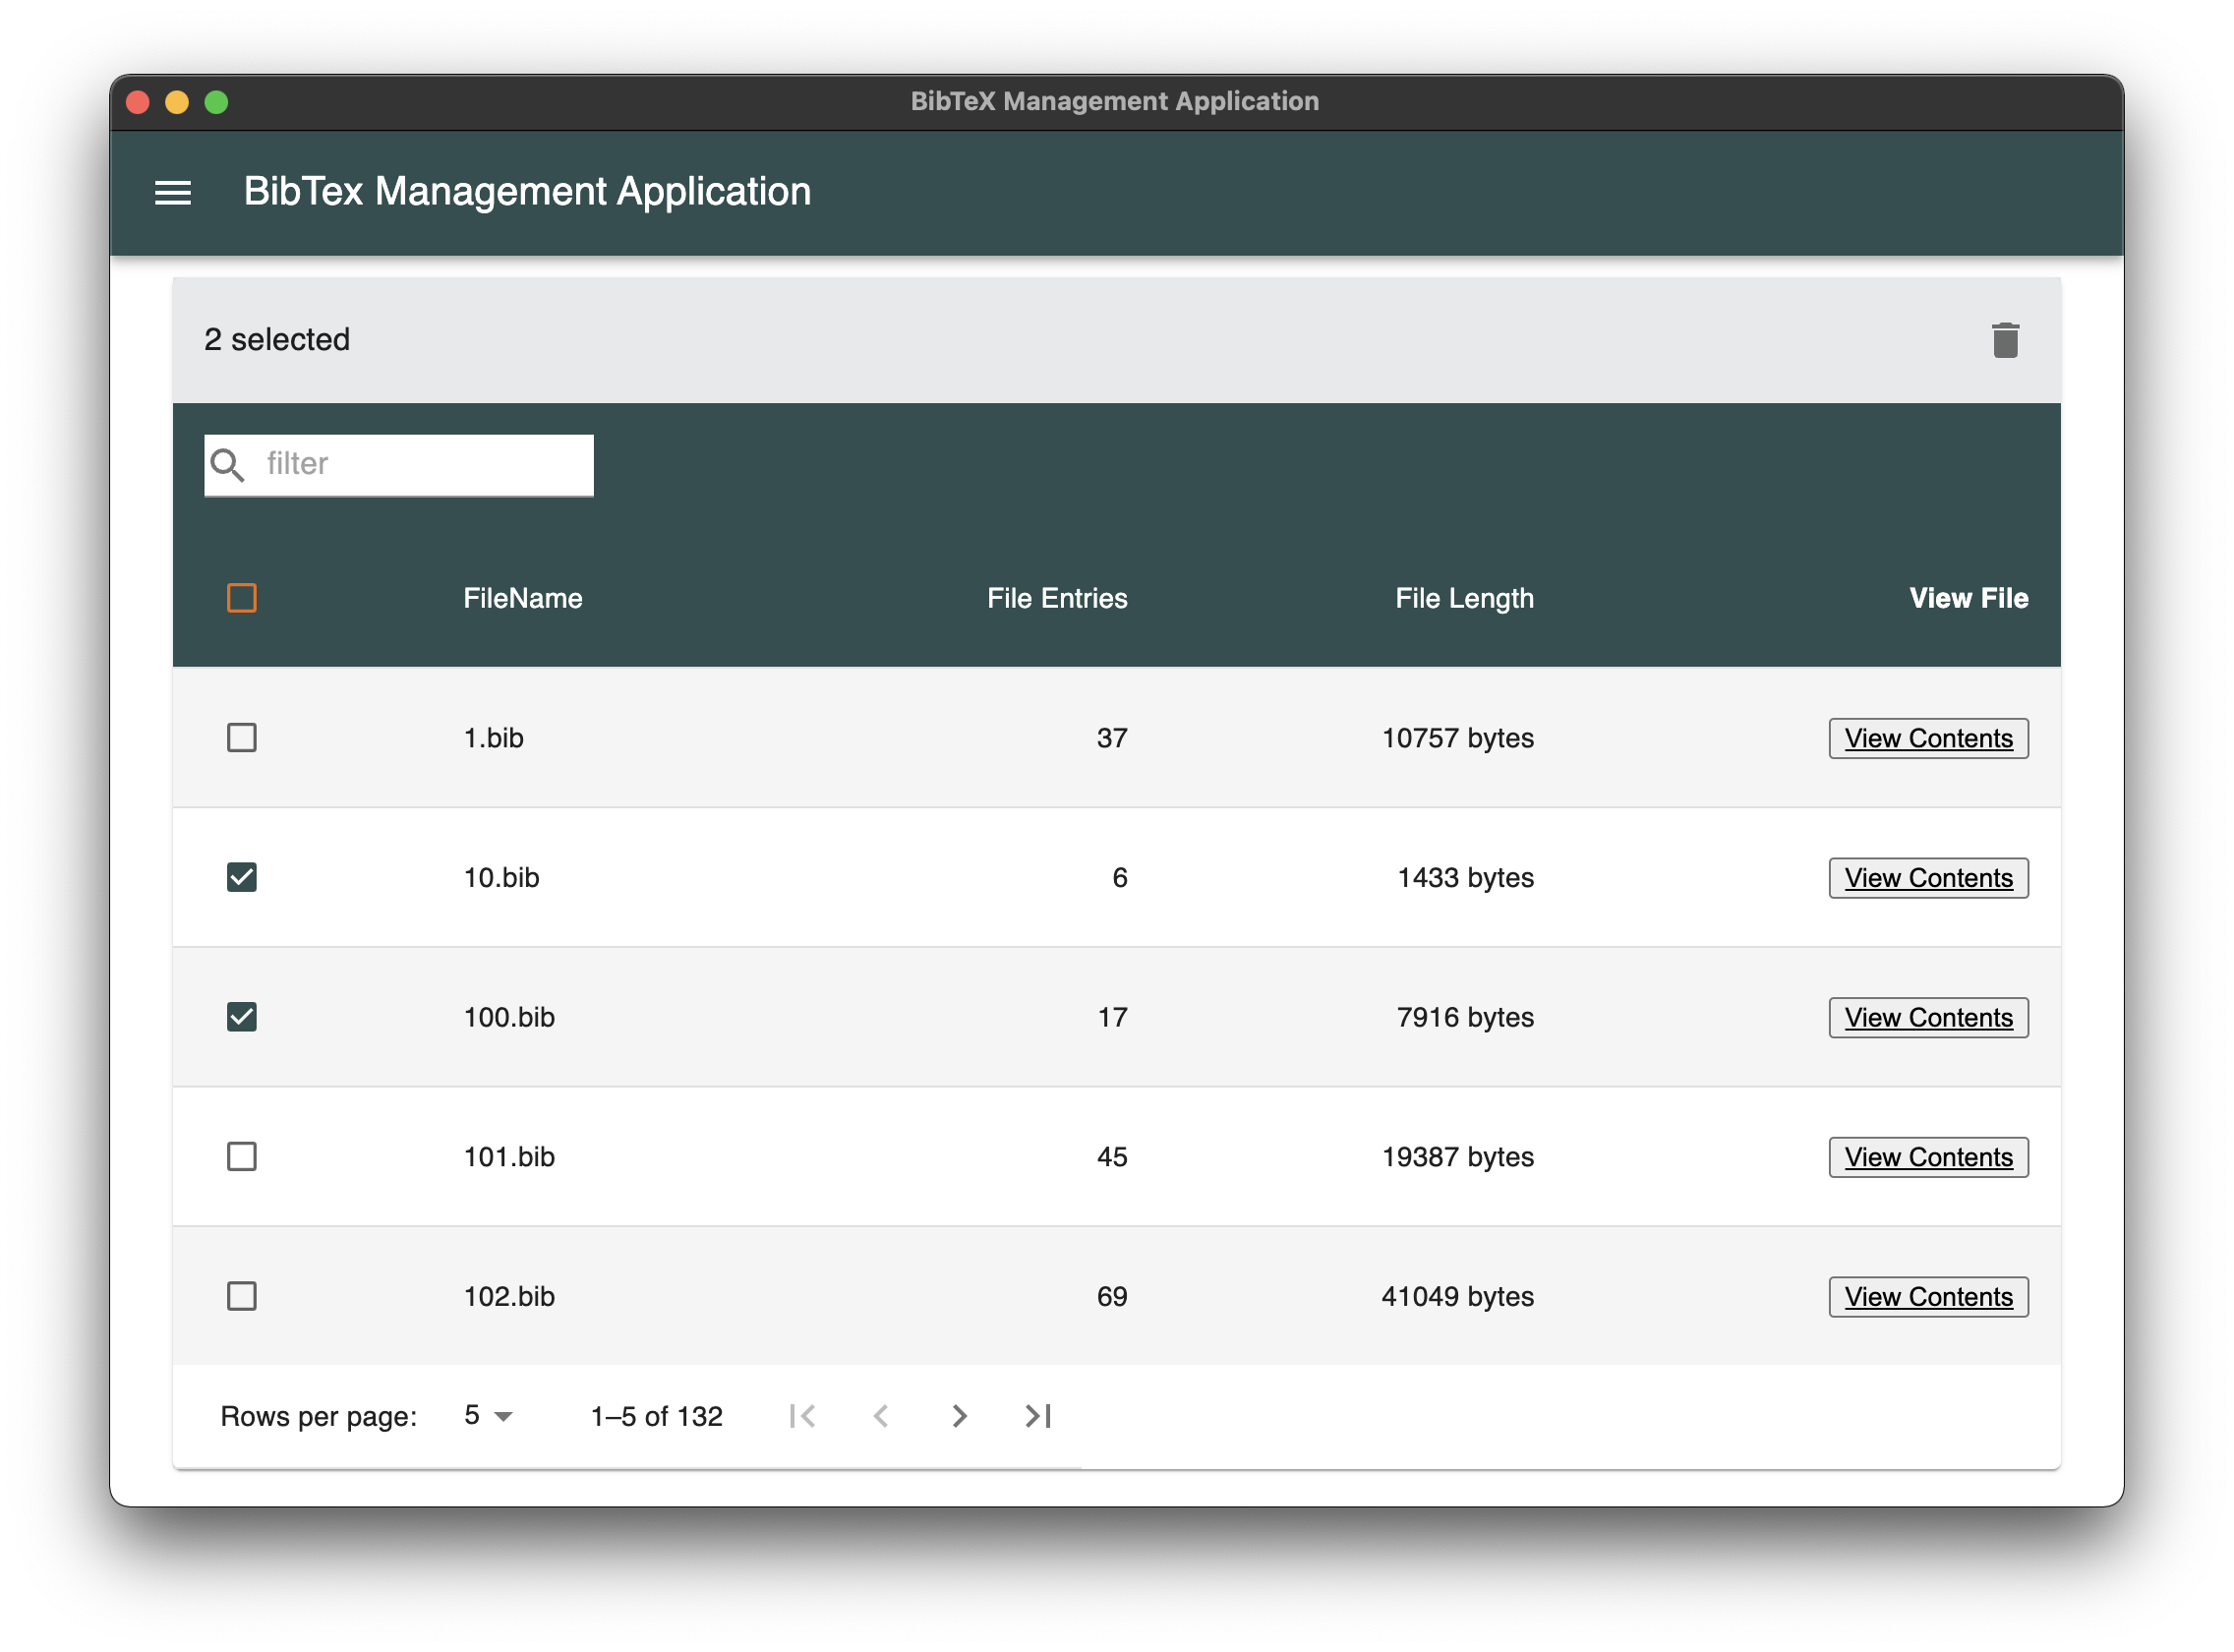 BibTeX Management Application
BibTex Management Application
2 selected
filter
FileName File Entries File Length View File
1.bib 37 10757 bytes View Contents
10.bib 6 1433 bytes View Contents
100.bib 17 7916 bytes View Contents
101.bib 45 19387 bytes View Contents
102.bib 69 41049 bytes View Contents
Rows per page: 5 1–5 of 132